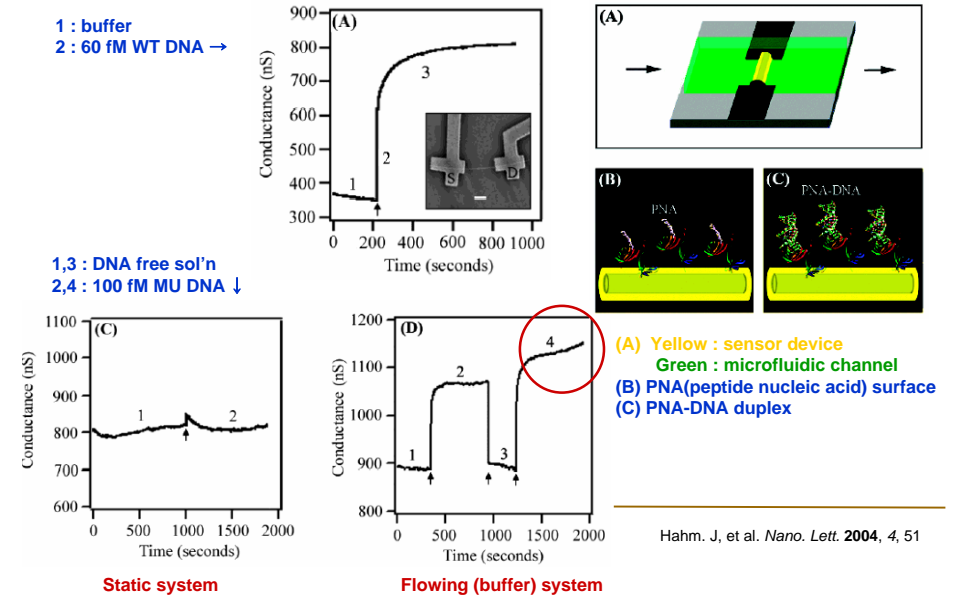 1 : buffer
2 : 60 fM WT DNA →
(A)
900
800
700
600
500
400
300
Conductance (nS)
1
2
3
S
D
0 200 400 600 800 1000
Time (seconds)
(A)
(B)
PNA
(C)
PNA-DNA
1,3 : DNA free sol’n
2,4 : 100 fM MU DNA ↓
(C)
1100
1000
900
800
700
600
Conductance (nS)
1
2
0 500 1000 1500 2000
Time (seconds)
Static system
(D)
1200
1100
1000
900
800
Conductance (nS)
1
2
3
4
0 500 1000 1500 2000
Time (seconds)
Flowing (buffer) system
(A) Yellow : sensor device
Green : microfluidic channel
(B) PNA(peptide nucleic acid) surface
(C) PNA-DNA duplex
Hahm. J, et al. Nano. Lett. 2004, 4, 51